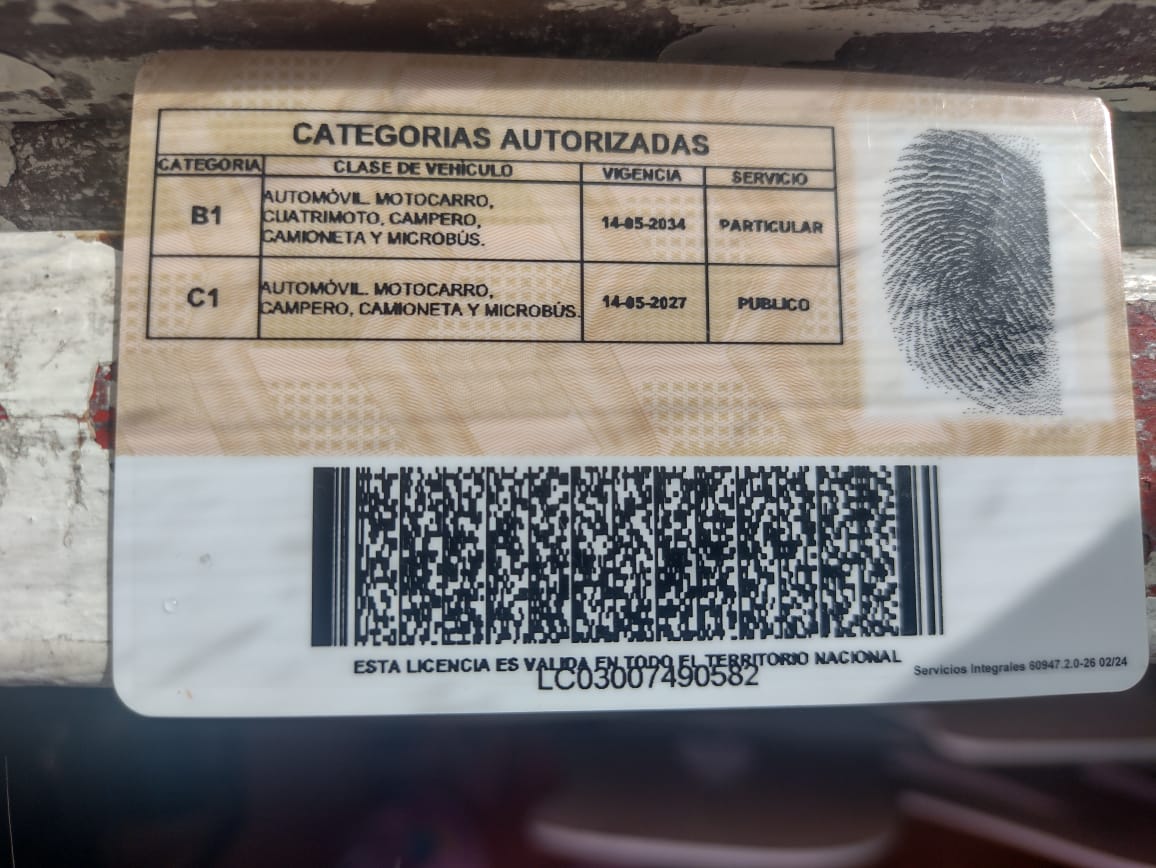 CATEGORIAS AUTORIZADAS
CATEGORIA CLASE DE VEHÍCULO VIGENCIA SERVICIO
B1 AUTOMÓVIL MOTOCARRO, CUATRIMOTO, CAMPERO, CAMIONETA Y MICROBÚS. 14-05-2034 PARTICULAR
C1 AUTOMÓVIL MOTOCARRO, CAMPERO, CAMIONETA Y MICROBÚS. 14-05-2027 PUBLICO
ESTA LICENCIA ES VALIDA EN TODO EL TERRITORIO NACIONAL
LC03007490582
Servicios Integrales 60947.2.0-26 02/24